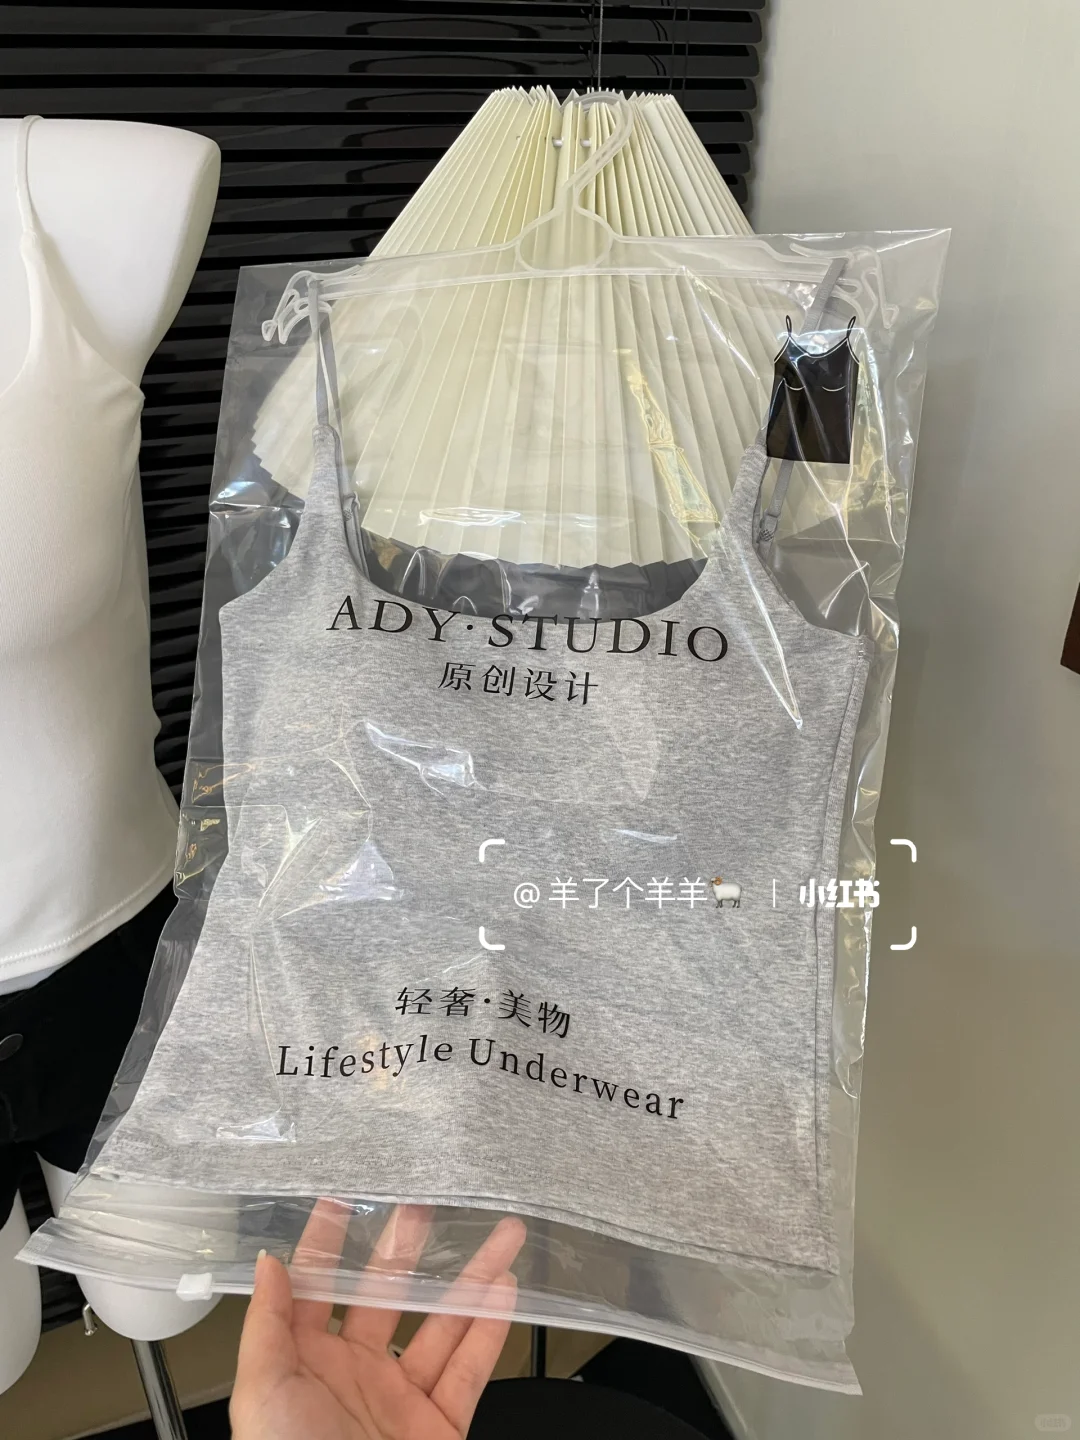 ADY·STUDIO
原创设计
@羊了个羊羊🐏 | 小红书
轻奢·美物
Lifestyle Underwear